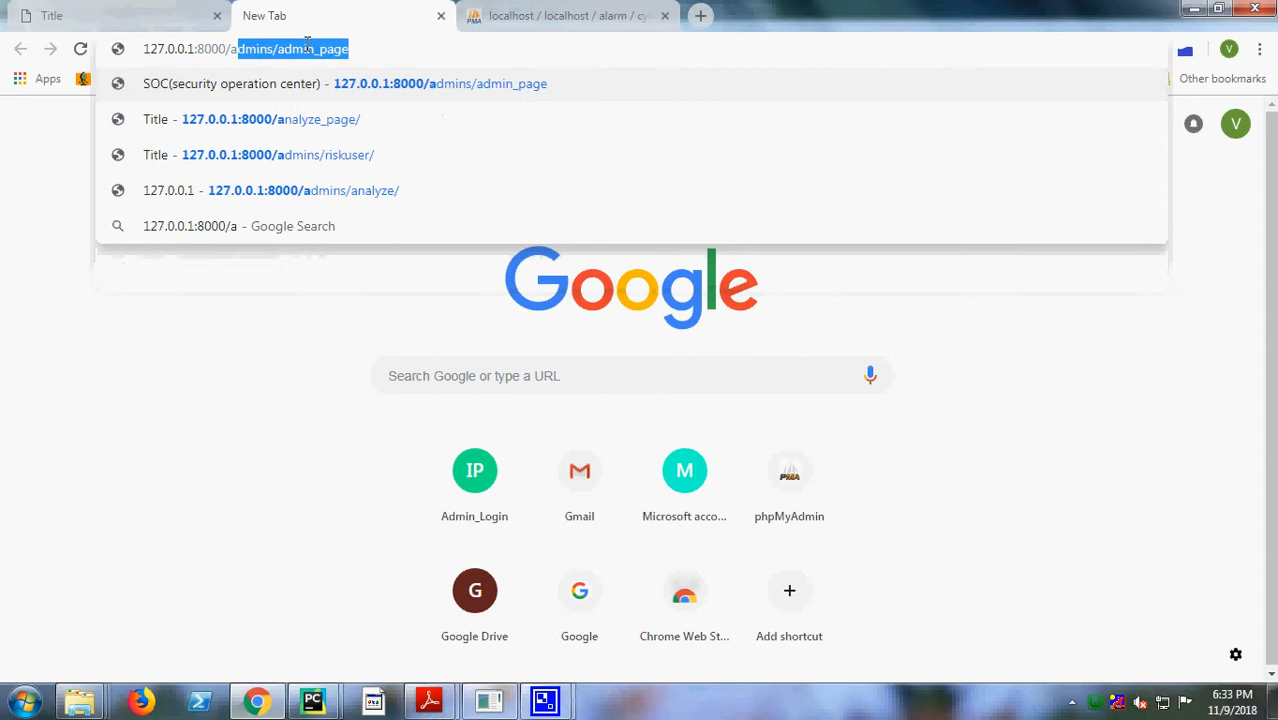 Title
New Tab
localhost / localhost / alarm / cy
127.0.0.1:8000/admins/admin_page
V
Apps
Other bookmarks
SOC(security operation center) - 127.0.0.1:8000/admins/admin_page
Title - 127.0.0.1:8000/analyze_page/
V
Title - 127.0.0.1:8000/admins/riskuser/
127.0.0.1 - 127.0.0.1:8000/admins/analyze/
127.0.0.1:8000/a - Google Search
Google
Search Google or type a URL
IP
M
PMA
Admin_Login
Gmail
Microsoft acco...
phpMyAdmin
G
Google Drive
Google
Chrome Web St...
Add shortcut
PC
6:33 PM
11/9/2018